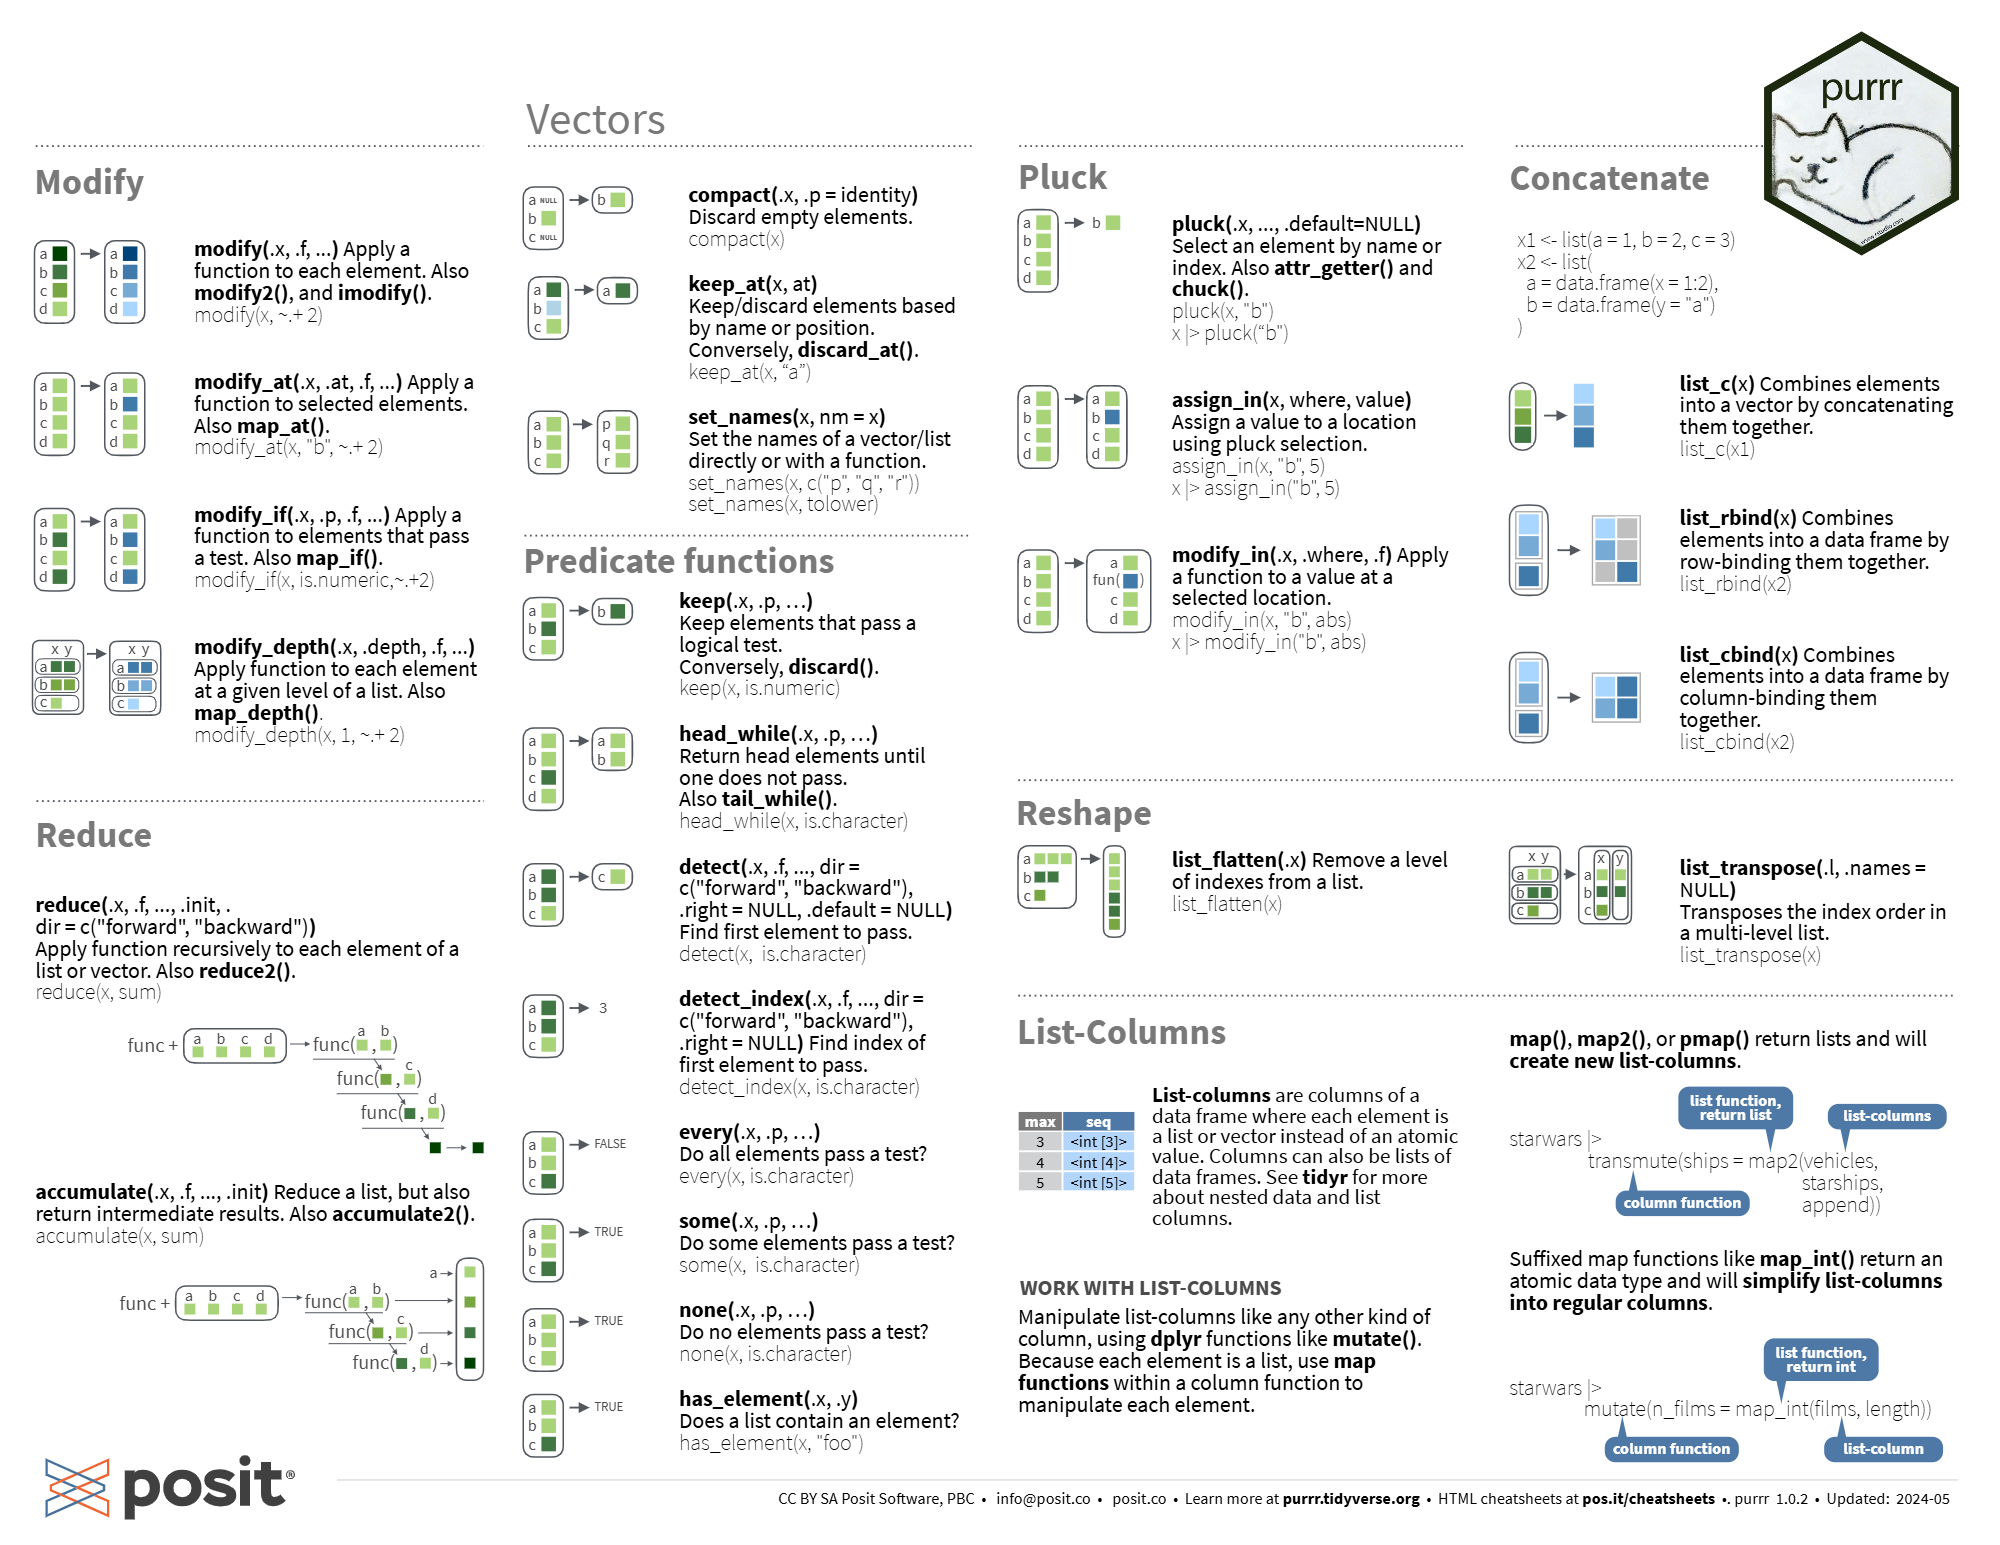 Modify
a
b
c
d
a
b
c
d
modify(.x, .f, ...) Apply a
function to each element. Also
modify2(), and imodify().
modify(x, ~.+ 2)
a
b
c
d
a
b
c
d
modify_at(.x, .at, .f, ...) Apply a
function to selected elements.
Also map_at().
modify_at(x, "b", ~.+ 2)
a
b
c
d
a
b
c
d
modify_if(.x, .p, .f, ...) Apply a
function to elements that pass
a test. Also map_if().
modify_if(x, is.numeric,~.+2)
x y
a
b
c
x y
a
b
c
modify_depth(.x, .depth, .f, ...)
Apply function to each element
at a given level of a list. Also
map_depth().
modify_depth(x, 1, ~.+ 2)
Reduce
reduce(.x, .f, ..., .init, .
dir = c("forward", "backward"))
Apply function recursively to each element of a
list or vector. Also reduce2().
reduce(x, sum)
func +
a b c d
a b
func( , )
c
func( , )
d
func( , )
accumulate(.x, .f, ..., .init) Reduce a list, but also
return intermediate results. Also accumulate2().
accumulate(x, sum)
func +
a b c d
a
a b
func( , )
c
func( , )
d
func( , )
Vectors
a NULL
b
c NULL
b
compact(.x, .p = identity)
Discard empty elements.
compact(x)
a
b
c
a
keep_at(x, at)
Keep/discard elements based
by name or position.
Conversely, discard_at().
keep_at(x, “a”)
a
b
c
p
q
r
set_names(x, nm = x)
Set the names of a vector/list
directly or with a function.
set_names(x, c("p", "q", "r"))
set_names(x, tolower)
Predicate functions
a
b
c
b
keep(.x, .p, …)
Keep elements that pass a
logical test.
Conversely, discard().
keep(x, is.numeric)
a
b
c
d
a
b
head_while(.x, .p, …)
Return head elements until
one does not pass.
Also tail_while().
head_while(x, is.character)
a
b
c
c
detect(.x, .f, ..., dir =
c("forward", "backward"),
.right = NULL, .default = NULL)
Find first element to pass.
detect(x, is.character)
a
b
c
3
detect_index(.x, .f, ..., dir =
c("forward", "backward"),
.right = NULL) Find index of
first element to pass.
detect_index(x, is.character)
a
b
c
FALSE
every(.x, .p, …)
Do all elements pass a test?
every(x, is.character)
a
b
c
TRUE
some(.x, .p, …)
Do some elements pass a test?
some(x, is.character)
a
b
c
TRUE
none(.x, .p, …)
Do no elements pass a test?
none(x, is.character)
a
b
c
TRUE
has_element(.x, .y)
Does a list contain an element?
has_element(x, "foo")
Pluck
a
b
c
d
b
pluck(.x, ..., .default=NULL)
Select an element by name or
index. Also attr_getter() and
chuck().
pluck(x, "b")
x |> pluck(“b”)
a
b
c
d
a
b
c
d
assign_in(x, where, value)
Assign a value to a location
using pluck selection.
assign_in(x, "b", 5)
x |> assign_in("b", 5)
a
b
c
d
a
fun( )
c
d
modify_in(.x, .where, .f) Apply
a function to a value at a
selected location.
modify_in(x, "b", abs)
x |> modify_in("b", abs)
Concatenate
purrr
www.rstudio.com
x1 <- list(a = 1, b = 2, c = 3)
x2 <- list(
a = data.frame(x = 1:2),
b = data.frame(y = "a")
)
list_c(x) Combines elements
into a vector by concatenating
them together.
list_c(x1)
list_rbind(x) Combines
elements into a data frame by
row-binding them together.
list_rbind(x2)
list_cbind(x) Combines
elements into a data frame by
column-binding them
together.
list_cbind(x2)
Reshape
a
b
c
list_flatten(.x) Remove a level
of indexes from a list.
list_flatten(x)
x y
a
b
c
x y
a
b
c
list_transpose(.l, .names =
NULL)
Transposes the index order in
a multi-level list.
list_transpose(x)
List-Columns
max seq
3 <int [3]>
4 <int [4]>
5 <int [5]>
List-columns are columns of a
data frame where each element is
a list or vector instead of an atomic
value. Columns can also be lists of
data frames. See tidyr for more
about nested data and list
columns.
WORK WITH LIST-COLUMNS
Manipulate list-columns like any other kind of
column, using dplyr functions like mutate().
Because each element is a list, use map
functions within a column function to
manipulate each element.
map(), map2(), or pmap() return lists and will
create new list-columns.
list function,
return list
list-columns
starwars |>
transmute(ships = map2(vehicles,
starships,
append))
column function
Suffixed map functions like map_int() return an
atomic data type and will simplify list-columns
into regular columns.
list function,
return int
starwars |>
mutate(n_films = map_int(films, length))
column function
list-column
posit®
CC BY SA Posit Software, PBC • info@posit.co • posit.co • Learn more at purrr.tidyverse.org • HTML cheatsheets at pos.it/cheatsheets •. purrr 1.0.2 • Updated: 2024-05